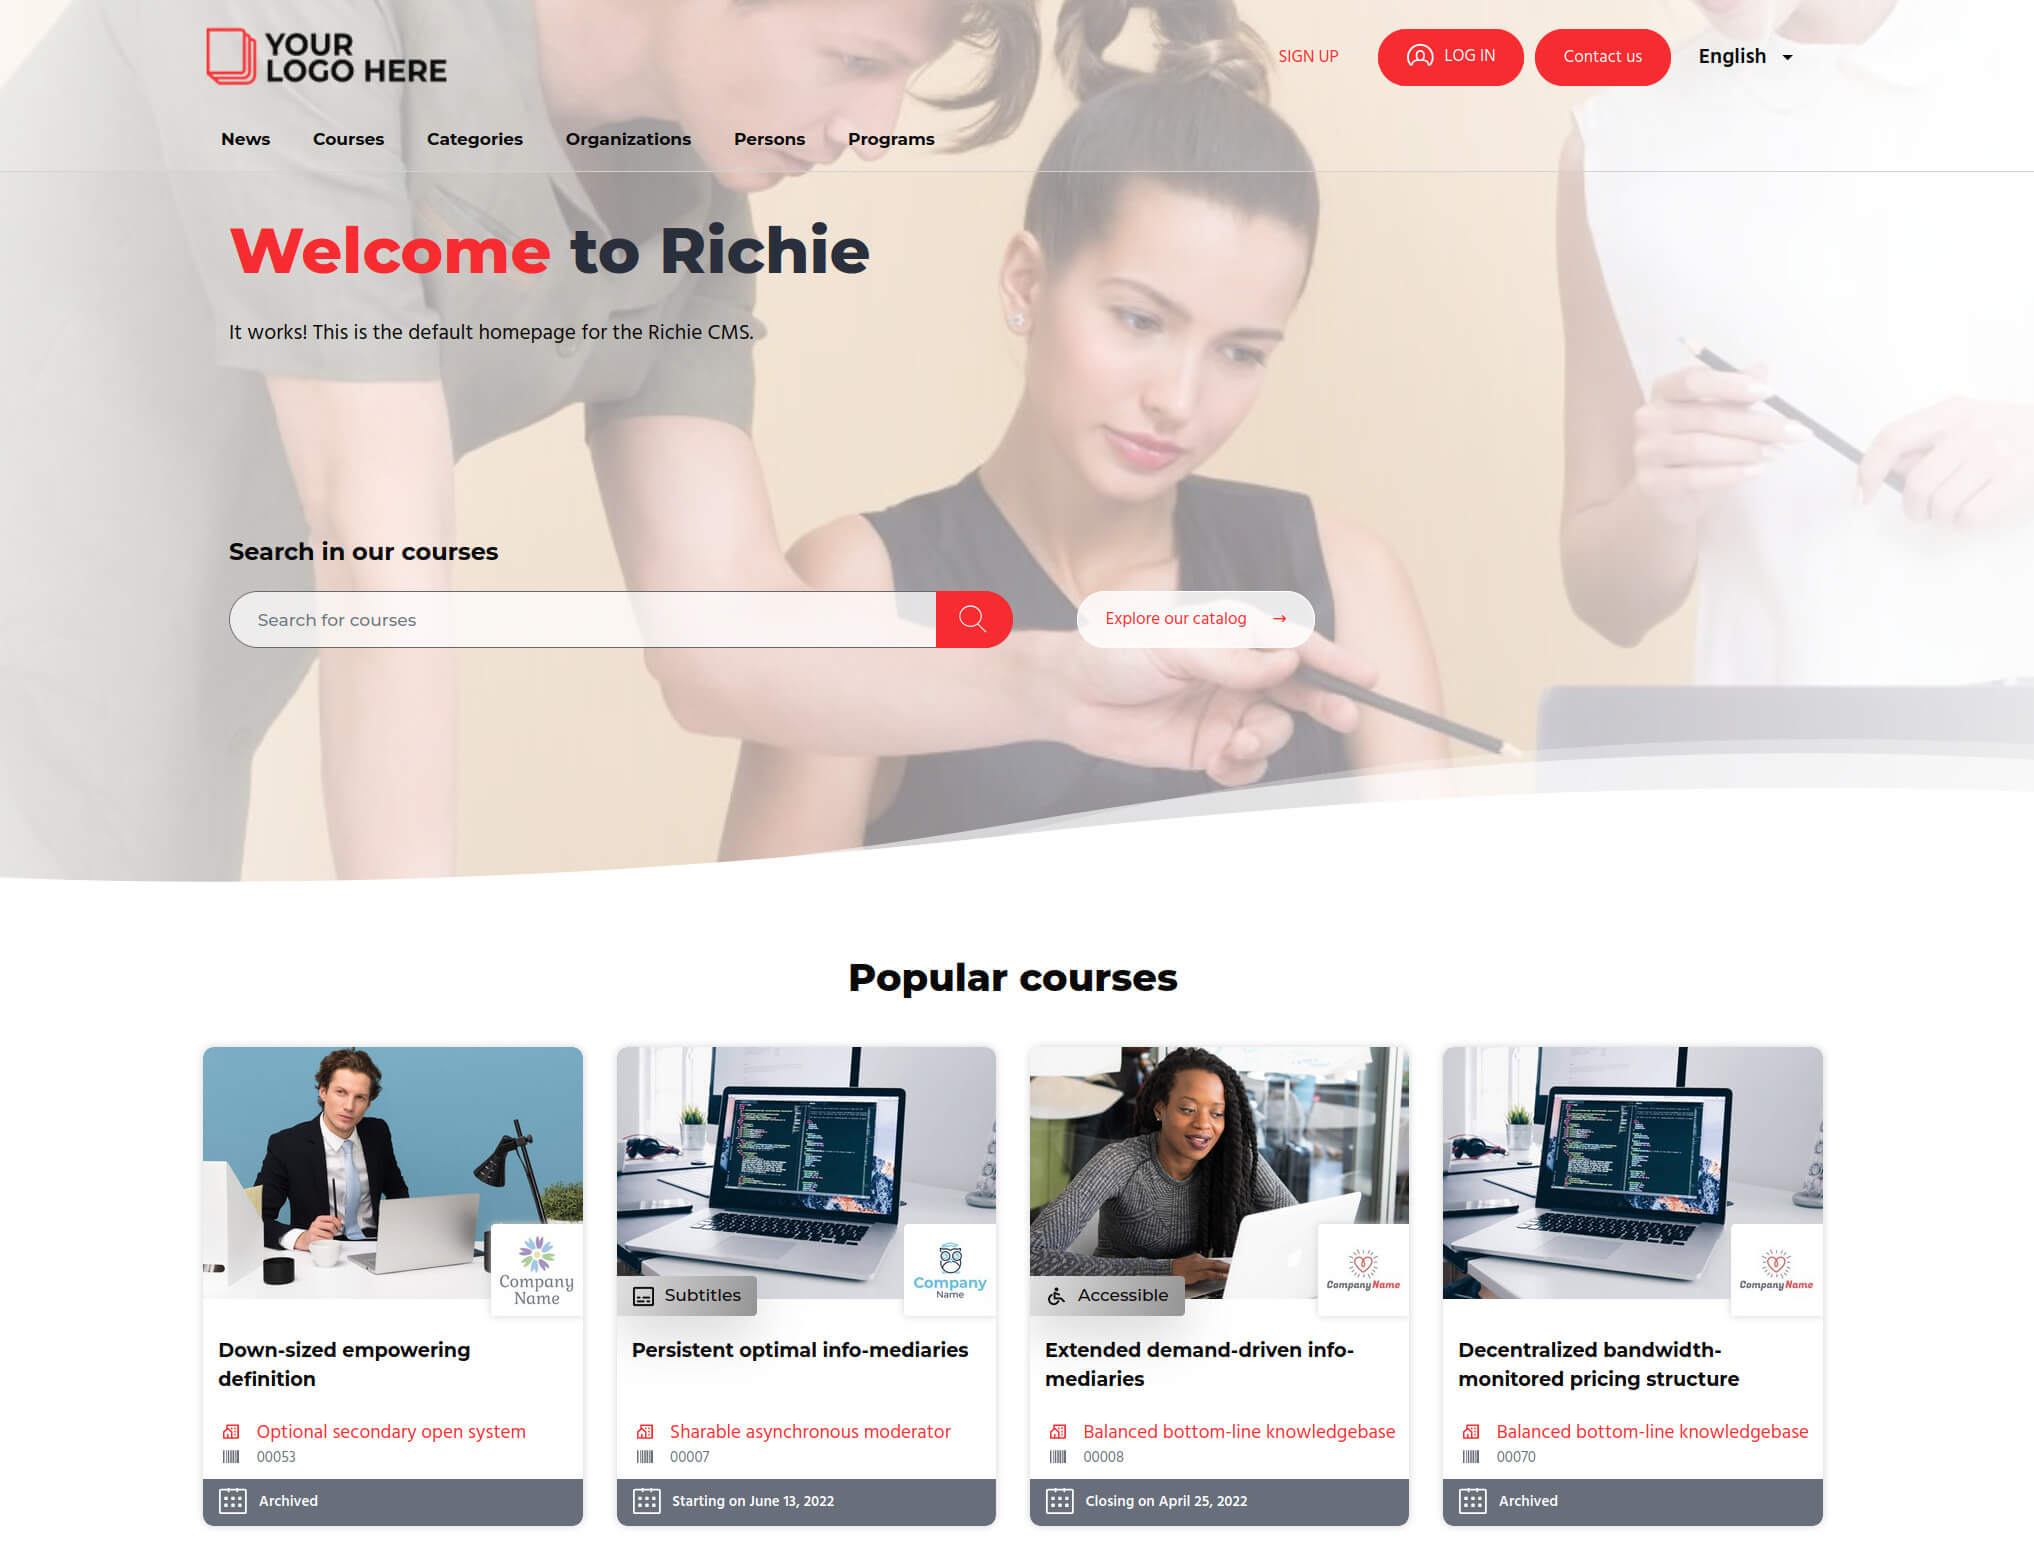 YOUR
LOGO HERE
SIGN UP
LOG IN
Contact us
English
News
Courses
Categories
Organizations
Persons
Programs
Welcome to Richie
It works! This is the default homepage for the Richie CMS.
Search in our courses
Search for courses
Explore our catalog →
Popular courses
Company
Name
Down-sized empowering
definition
Optional secondary open system
00053
Archived
Subtitles
Company
Name
Persistent optimal info-mediaries
Sharable asynchronous moderator
00007
Starting on June 13, 2022
Accessible
CompanyName
Extended demand-driven info-
mediaries
Balanced bottom-line knowledgebase
00008
Closing on April 25, 2022
CompanyName
Decentralized bandwidth-
monitored pricing structure
Balanced bottom-line knowledgebase
00070
Archived